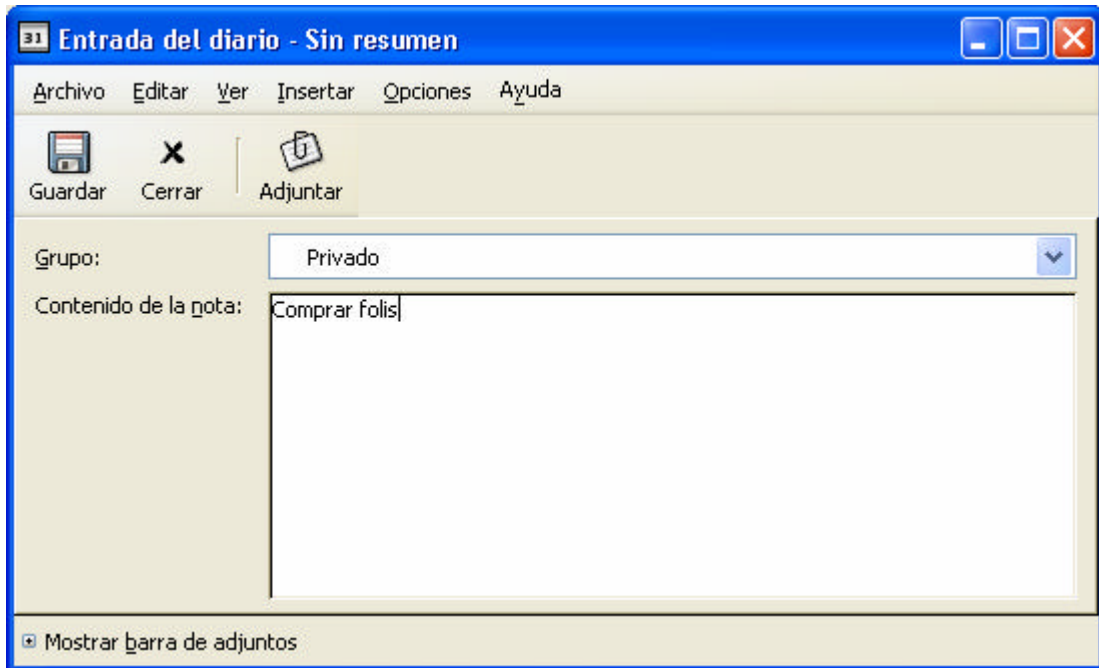 31 Entrada del diario - Sin resumen
Archivo Editar Ver Insertar Opciones Ayuda
Guardar Cerrar Adjuntar
Grupo: Privado
Contenido de la nota: Comprar folis
Mostrar barra de adjuntos